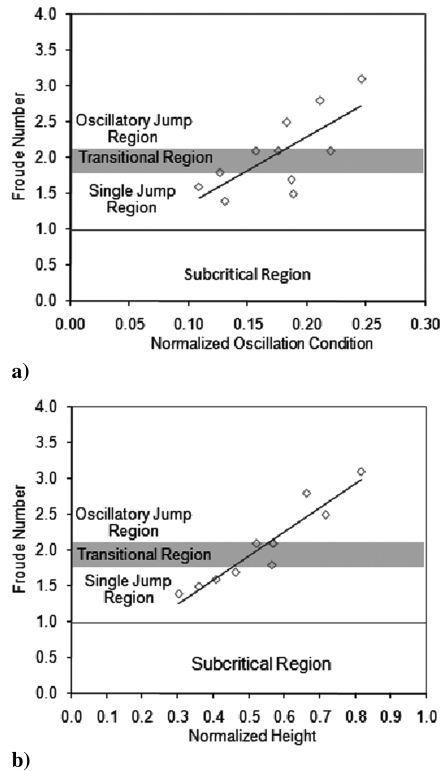 4.0
3.5
3.0
2.5
2.0
1.5
1.0
0.5
0.0
Froude Number
Oscillatory Jump
Region
Transitional Region
Single Jump
Region
Subcritical Region
0.00 0.05 0.10 0.15 0.20 0.25 0.30
Normalized Oscillation Condition
a)
4.0
3.5
3.0
2.5
2.0
1.5
1.0
0.5
0.0
Froude Number
Oscillatory Jump
Region
Transitional Region
Single Jump
Region
Subcritical Region
0.0 0.1 0.2 0.3 0.4 0.5 0.6 0.7 0.8 0.9 1.0
Normalized Height
b)